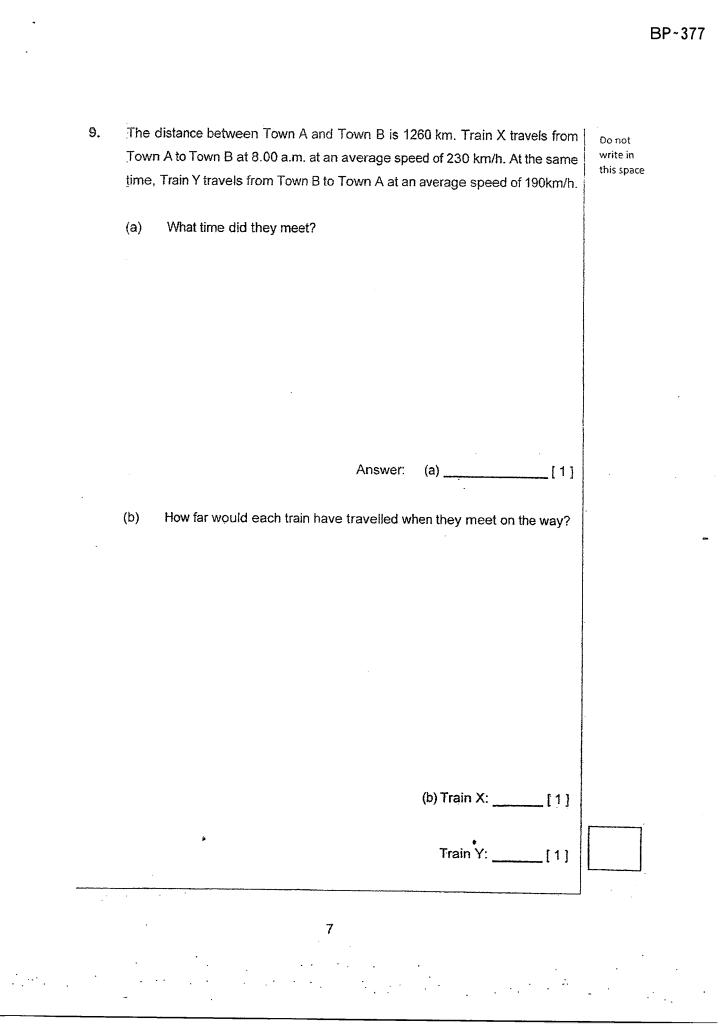 BP-377
9. The distance between Town A and Town B is 1260 km. Train X travels from
Town A to Town B at 8.00 a.m. at an average speed of 230 km/h. At the same
time, Train Y travels from Town B to Town A at an average speed of 190km/h.
Do not
write in
this space
(a) What time did they meet?
Answer: (a) ____________ [ 1 ]
(b) How far would each train have travelled when they meet on the way?
(b) Train X: ______ [ 1 ]
Train Y: ______ [ 1 ]
7